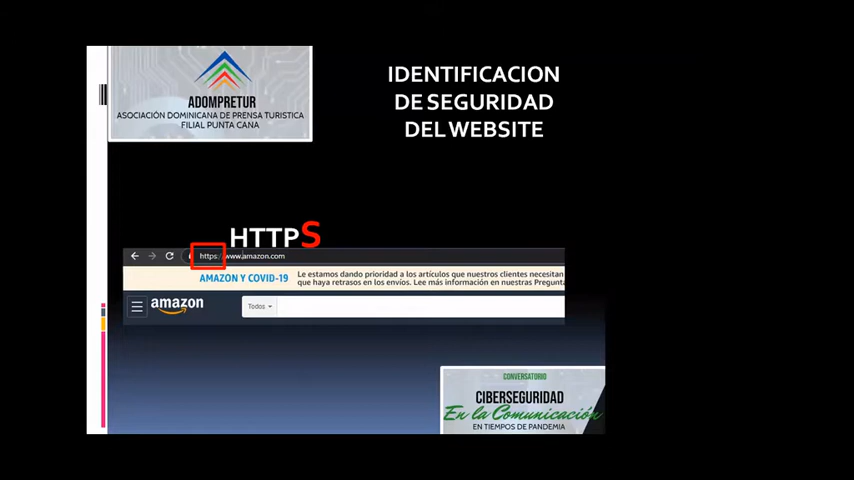 ADOMPRETUR
ASOCIACIÓN DOMINICANA DE PRENSA TURISTICA
FILIAL PUNTA CANA
IDENTIFICACION
DE SEGURIDAD
DEL WEBSITE
HTTPS
https://www.amazon.com
AMAZON Y COVID-19
Le estamos dando prioridad a los artículos que nuestros clientes necesitan
que haya retrasos en los envíos. Lee más información en nuestras Pregunta
amazon
Todos
CONVERSATORIO
CIBERSEGURIDAD
En la Comunicación
EN TIEMPOS DE PANDEMIA